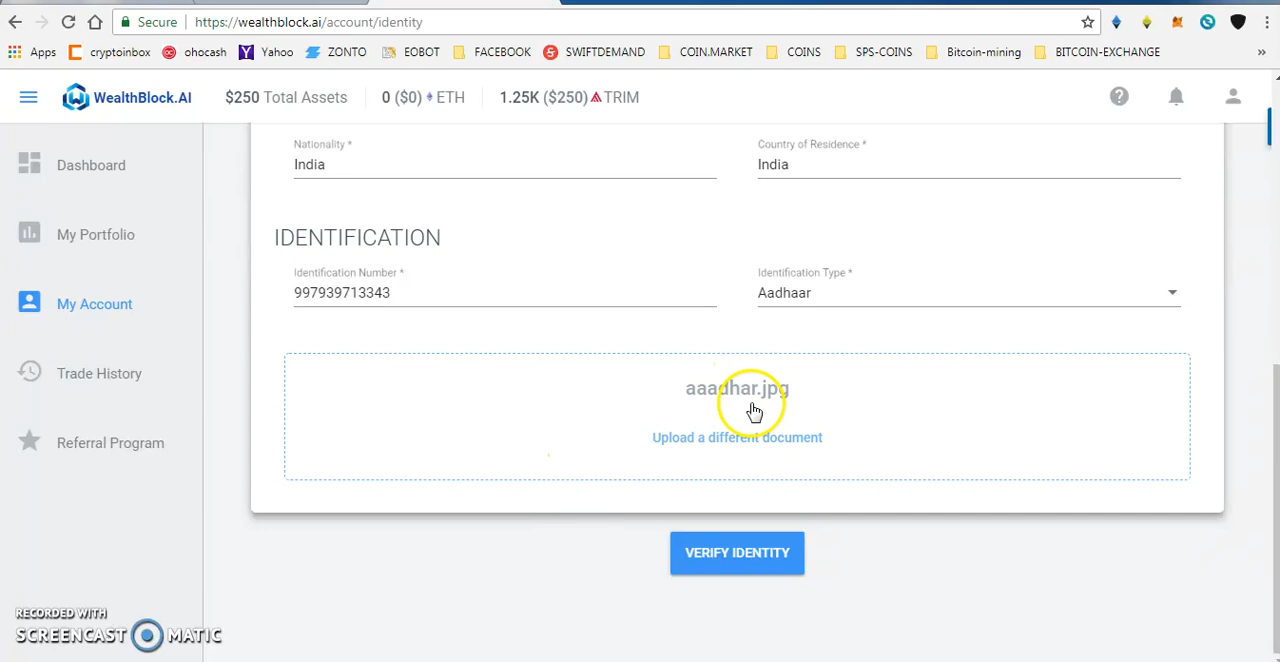 Secure https://wealthblock.ai/account/identity
Apps cryptoinbox ohocash Yahoo ZONTO EOBOT FACEBOOK SWIFTDEMAND COIN.MARKET COINS SPS-COINS Bitcoin-mining BITCOIN-EXCHANGE »
WealthBlock.AI $250 Total Assets 0 ($0) ETH 1.25K ($250) TRIM
Dashboard
My Portfolio
My Account
Trade History
Referral Program
Nationality * Country of Residence *
India India
IDENTIFICATION
Identification Number * Identification Type *
997939713343 Aadhaar
aaadhar.jpg
Upload a different document
VERIFY IDENTITY
RECORDED WITH
SCREENCAST MATIC